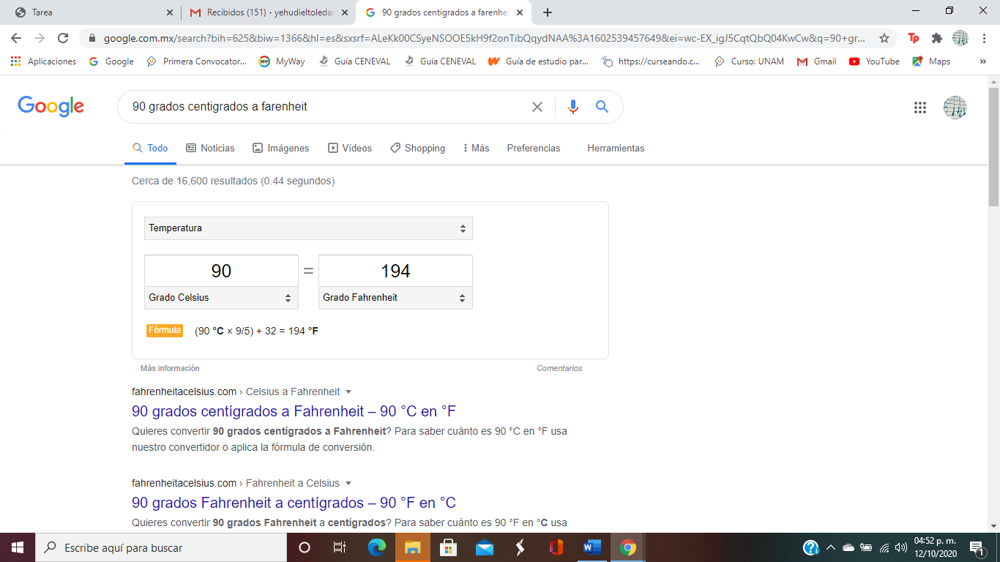 Tarea
Recibidos (151) - yehudieltoledar
90 grados centigrados a farenhei
google.com.mx/search?bih=625&biw=1366&hl=es&sxsrf=ALeKk00CSyeNSOOE5kH9f2onTibQqydNAA%3A1602539457649&ei=wc-EX_igJ5CqtQbQ04KwCw&q=90+gr...
Tp
Aplicaciones
Google
Primera Convocator...
MW MyWay
Guía CENEVAL
Guía CENEVAL
Guía de estudio par...
https://curseando.c...
Curso: UNAM
Gmail
YouTube
Maps
»
Google
90 grados centigrados a farenheit
Todo
Noticias
Imágenes
Vídeos
Shopping
Más
Preferencias
Herramientas
Cerca de 16,600 resultados (0.44 segundos)
Temperatura
90 = 194
Grado Celsius
Grado Fahrenheit
Fórmula (90 °C × 9/5) + 32 = 194 °F
Más información
Comentarios
fahrenheitacelsius.com › Celsius a Fahrenheit
90 grados centígrados a Fahrenheit – 90 °C en °F
Quieres convertir 90 grados centígrados a Fahrenheit? Para saber cuánto es 90 °C en °F usa
nuestro convertidor o aplica la fórmula de conversión.
fahrenheitacelsius.com › Fahrenheit a Celsius
90 grados Fahrenheit a centígrados – 90 °F en °C
Quieres convertir 90 grados Fahrenheit a centígrados? Para saber cuánto es 90 °F en °C usa
Escribe aquí para buscar
04:52 p. m.
12/10/2020
1